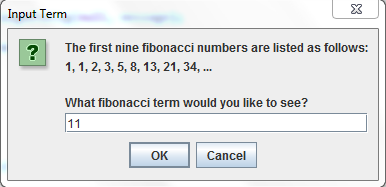 Input Term
?
The first nine fibonacci numbers are listed as follows:
1, 1, 2, 3, 5, 8, 13, 21, 34, ...
What fibonacci term would you like to see?
11
OK Cancel